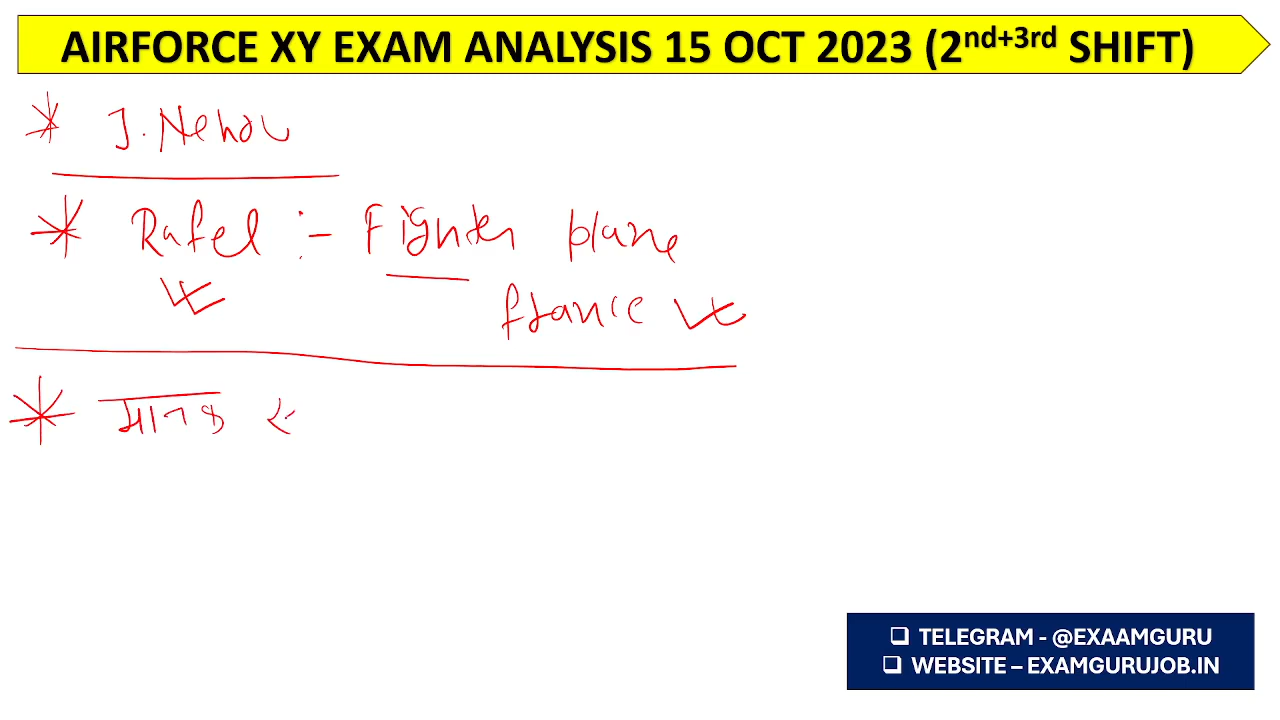 AIRFORCE XY EXAM ANALYSIS 15 OCT 2023 (2nd+3rd SHIFT)
* J. Nehru
* Rafel :- Fighter plane
france
* मानक
❑ TELEGRAM - @EXAAMGURU
❑ WEBSITE – EXAMGURUJOB.IN